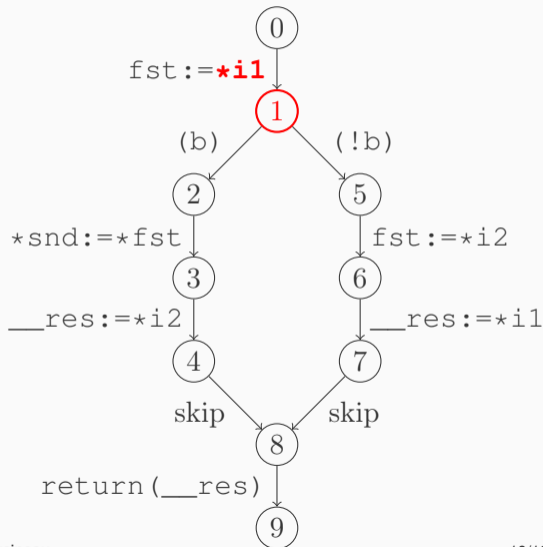 0
fst:=*i1
1
(b) (!b)
2 5
*snd:=*fst fst:=*i2
3 6
__res:=*i2 __res:=*i1
4 7
skip skip
8
return(__res)
9